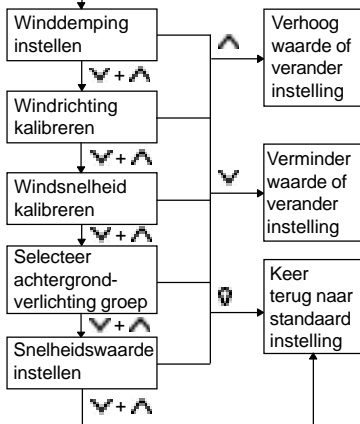 Winddemping
instellen
+
Windrichting
kalibreren
+
Windsnelheid
kalibreren
+
Selecteer
achtergrond-
verlichting groep
+
Snelheidswaarde
instellen
+
Verhoog
waarde of
verander
instelling
Verminder
waarde of
verander
instelling
Keer
terug naar
standaard
instelling